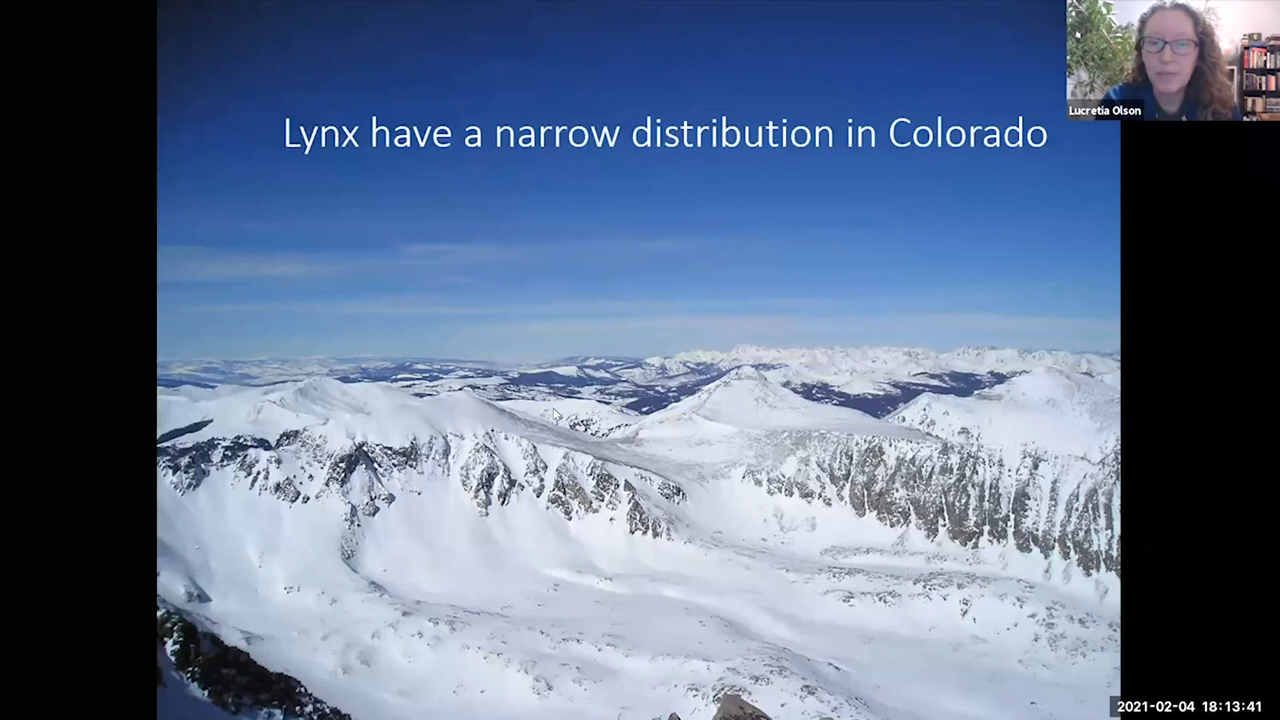 Lynx have a narrow distribution in Colorado
Lucretia Olson
2021-02-04 18:13:41